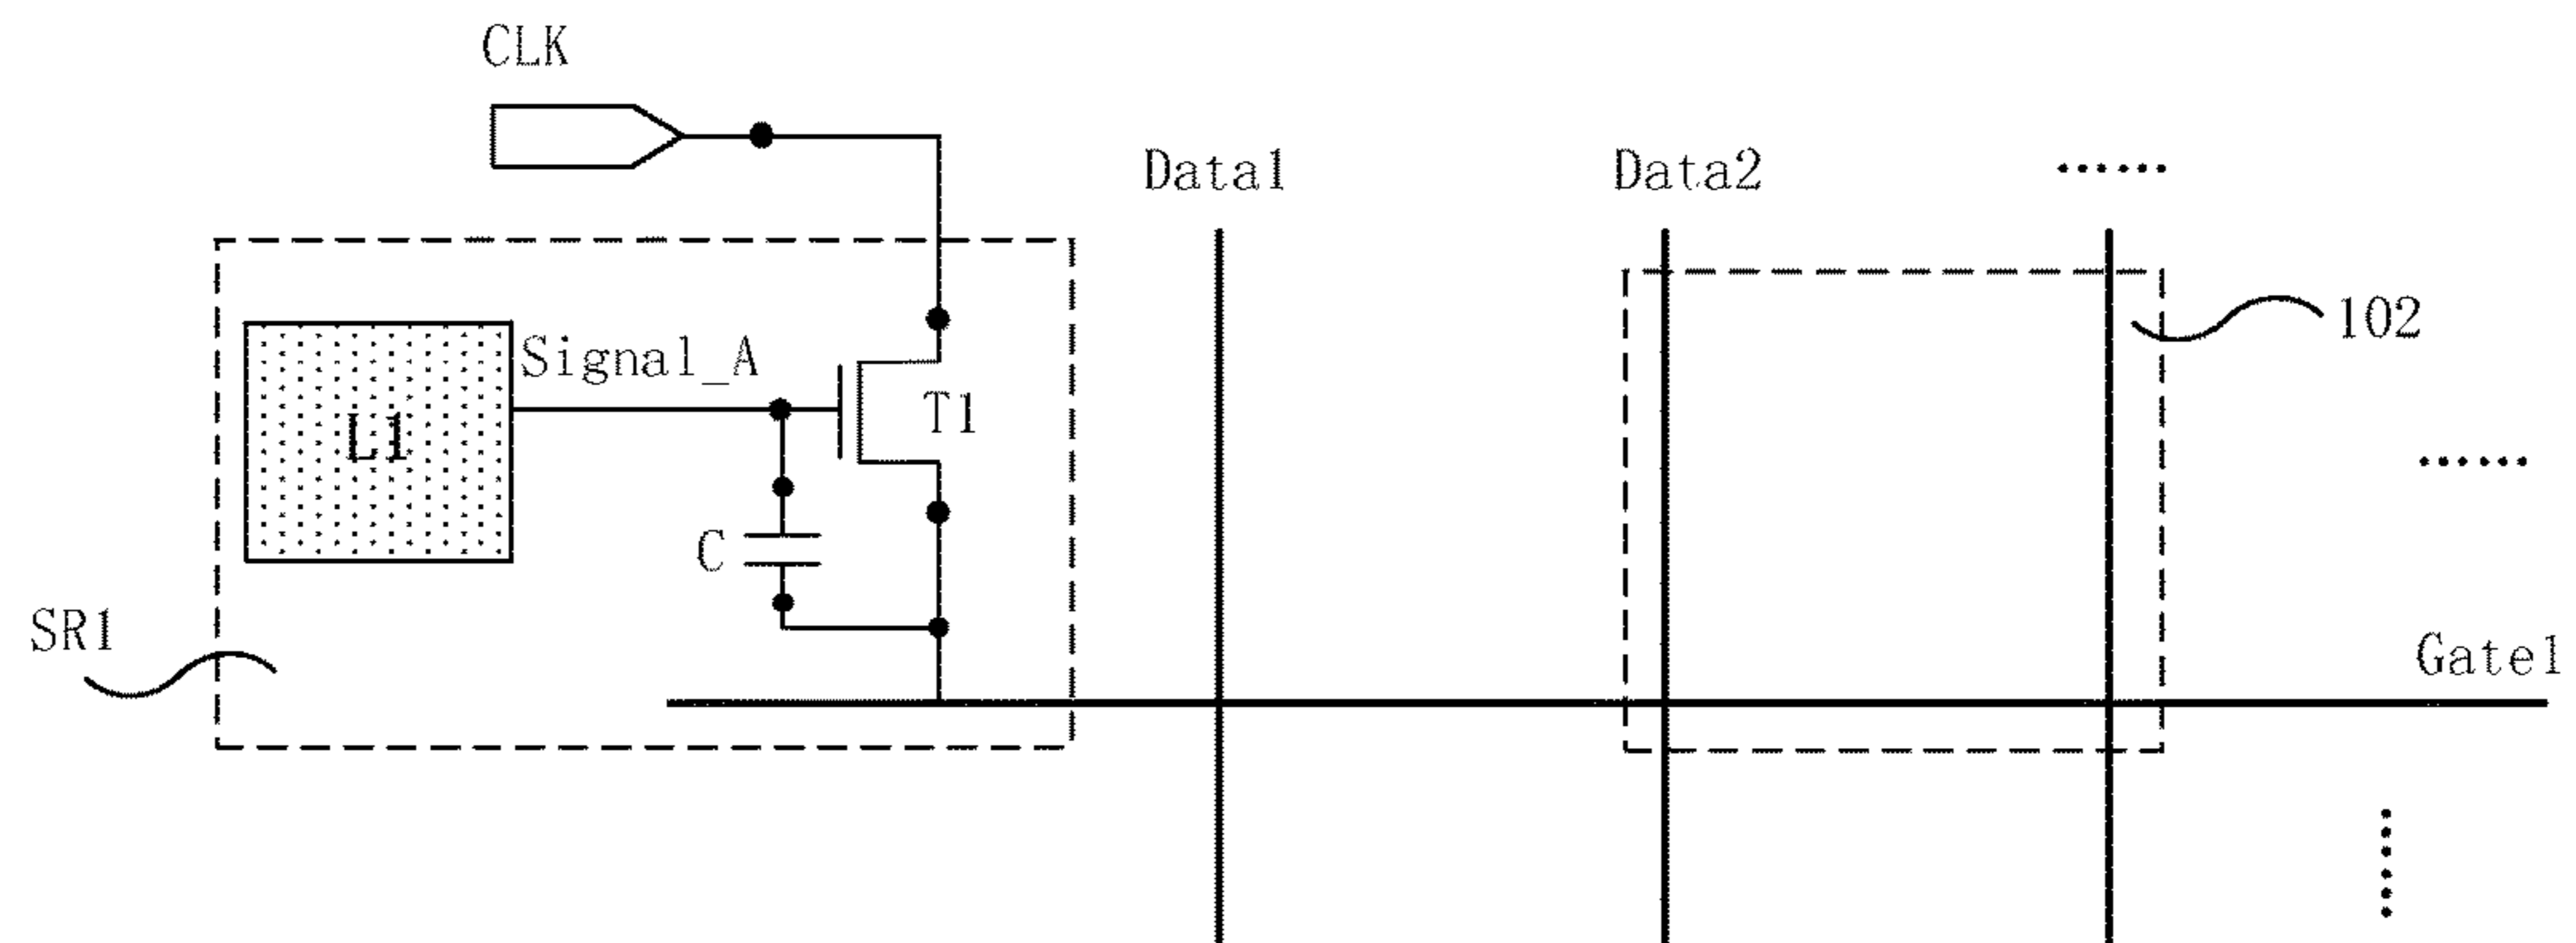 CLK
Data1
Data2
......
102
Signal_A
T1
L1
......
C
SR1
Gate1
......